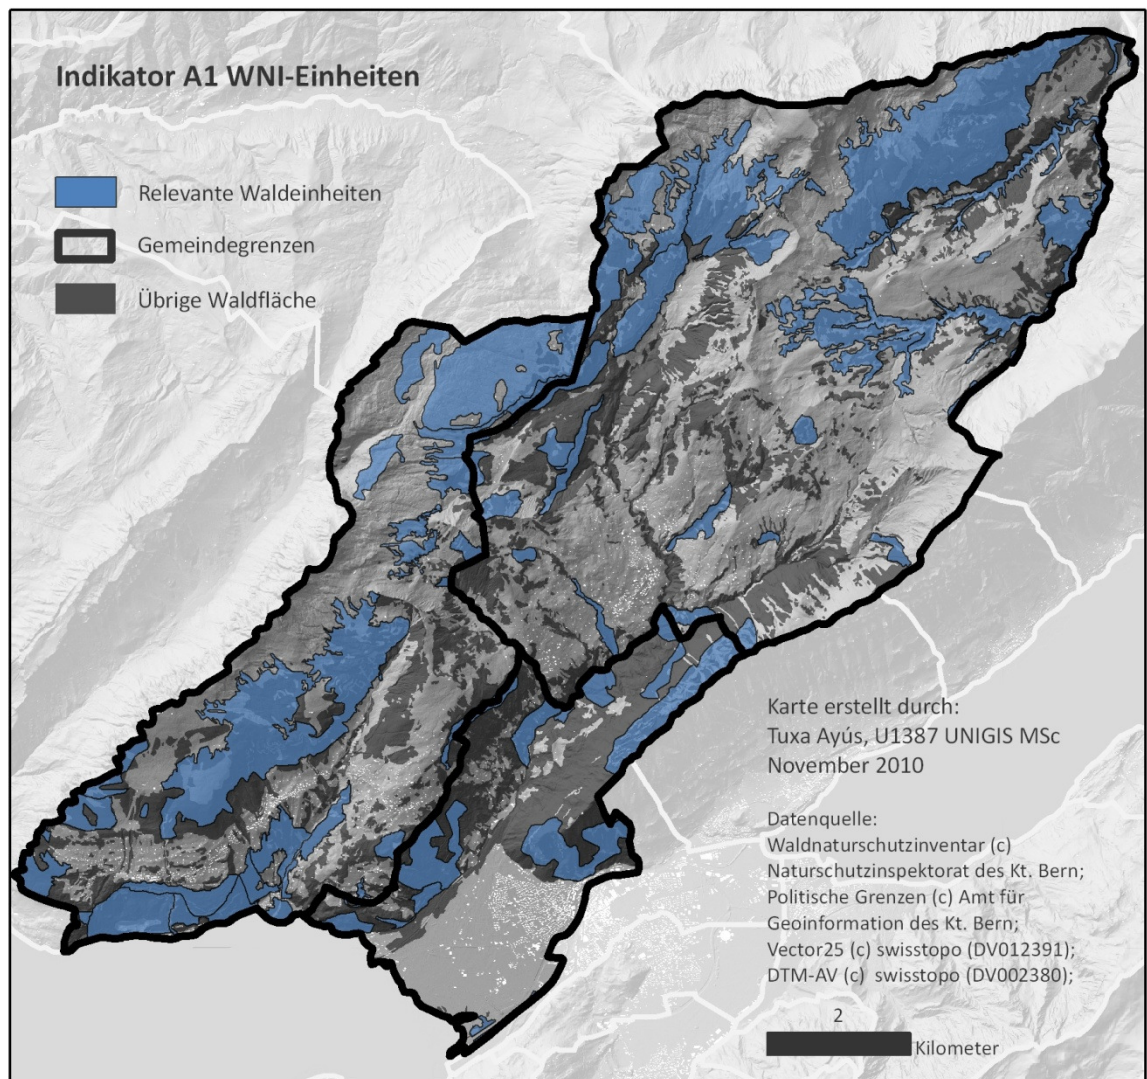 Indikator A1 WNI-Einheiten
Relevante Waldeinheiten
Gemeindegrenzen
Übrige Waldfläche
Karte erstellt durch:
Tuxa Ayús, U1387 UNIGIS MSc
November 2010
Datenquelle:
Waldnaturschutzinventar (c)
Naturschutzinspektorat des Kt. Bern;
Politische Grenzen (c) Amt für
Geoinformation des Kt. Bern;
Vector25 (c) swisstopo (DV012391);
DTM-AV (c) swisstopo (DV002380);
2
Kilometer